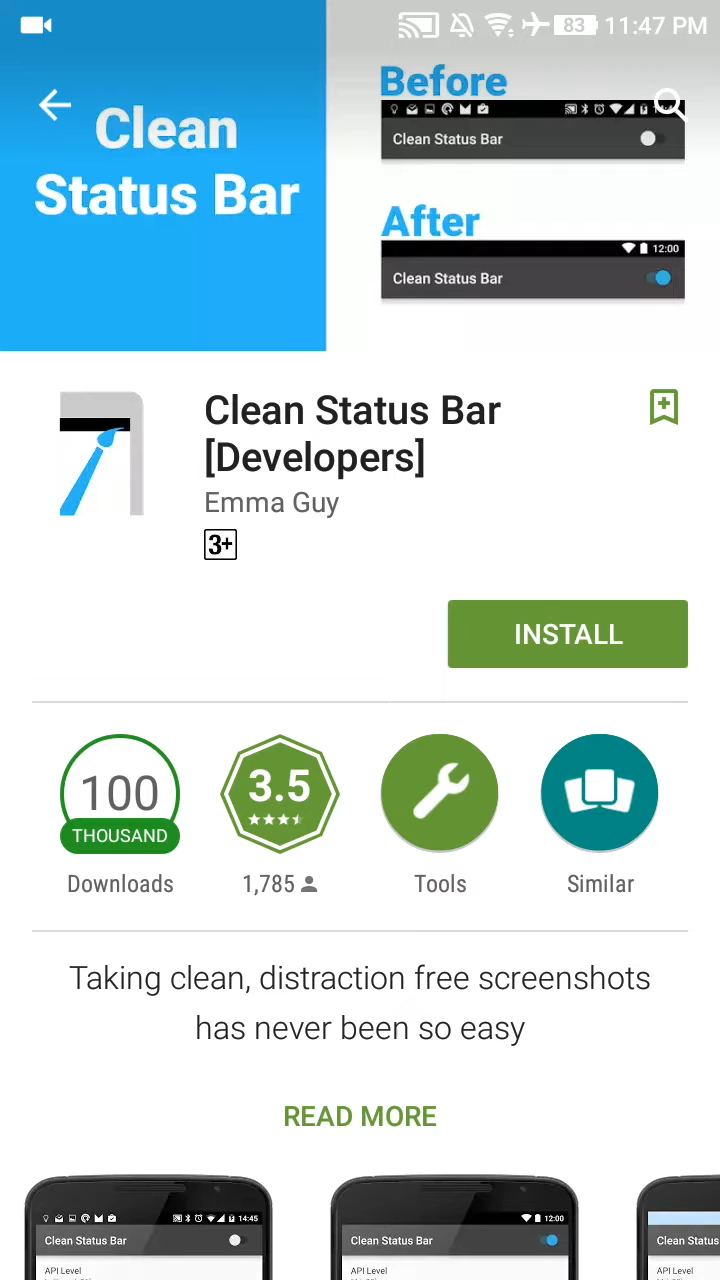 83 11:47 PM
Clean
Status Bar
Before
Clean Status Bar
After
12:00
Clean Status Bar
Clean Status Bar
[Developers]
Emma Guy
3+
INSTALL
100
THOUSAND
Downloads
3.5
1,785
Tools
Similar
Taking clean, distraction free screenshots
has never been so easy
READ MORE
14:45
Clean Status Bar
API Level
12:00
Clean Status Bar
API Level
Clean Status
API Level